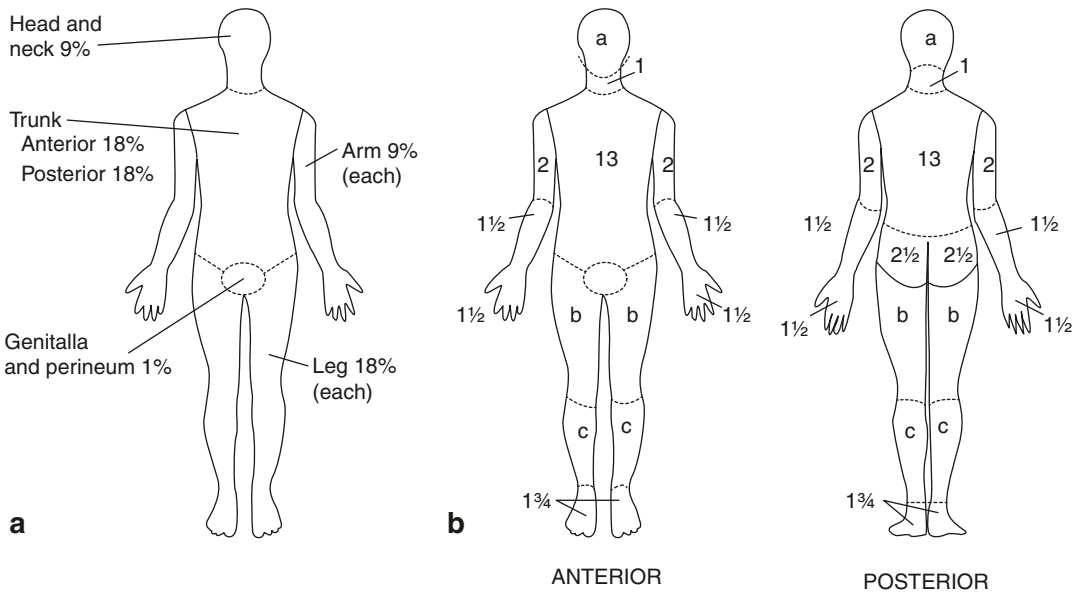 Head and
neck 9%
Trunk
Anterior 18%
Posterior 18%
Arm 9%
(each)
Genitalla
and perineum 1%
Leg 18%
(each)
a
a
1
2
13
2
1½
1½
1½
1½
b
b
c
c
1¾
b
ANTERIOR
a
1
2
13
2
1½
1½
2½
2½
1½
1½
b
b
c
c
1¾
POSTERIOR